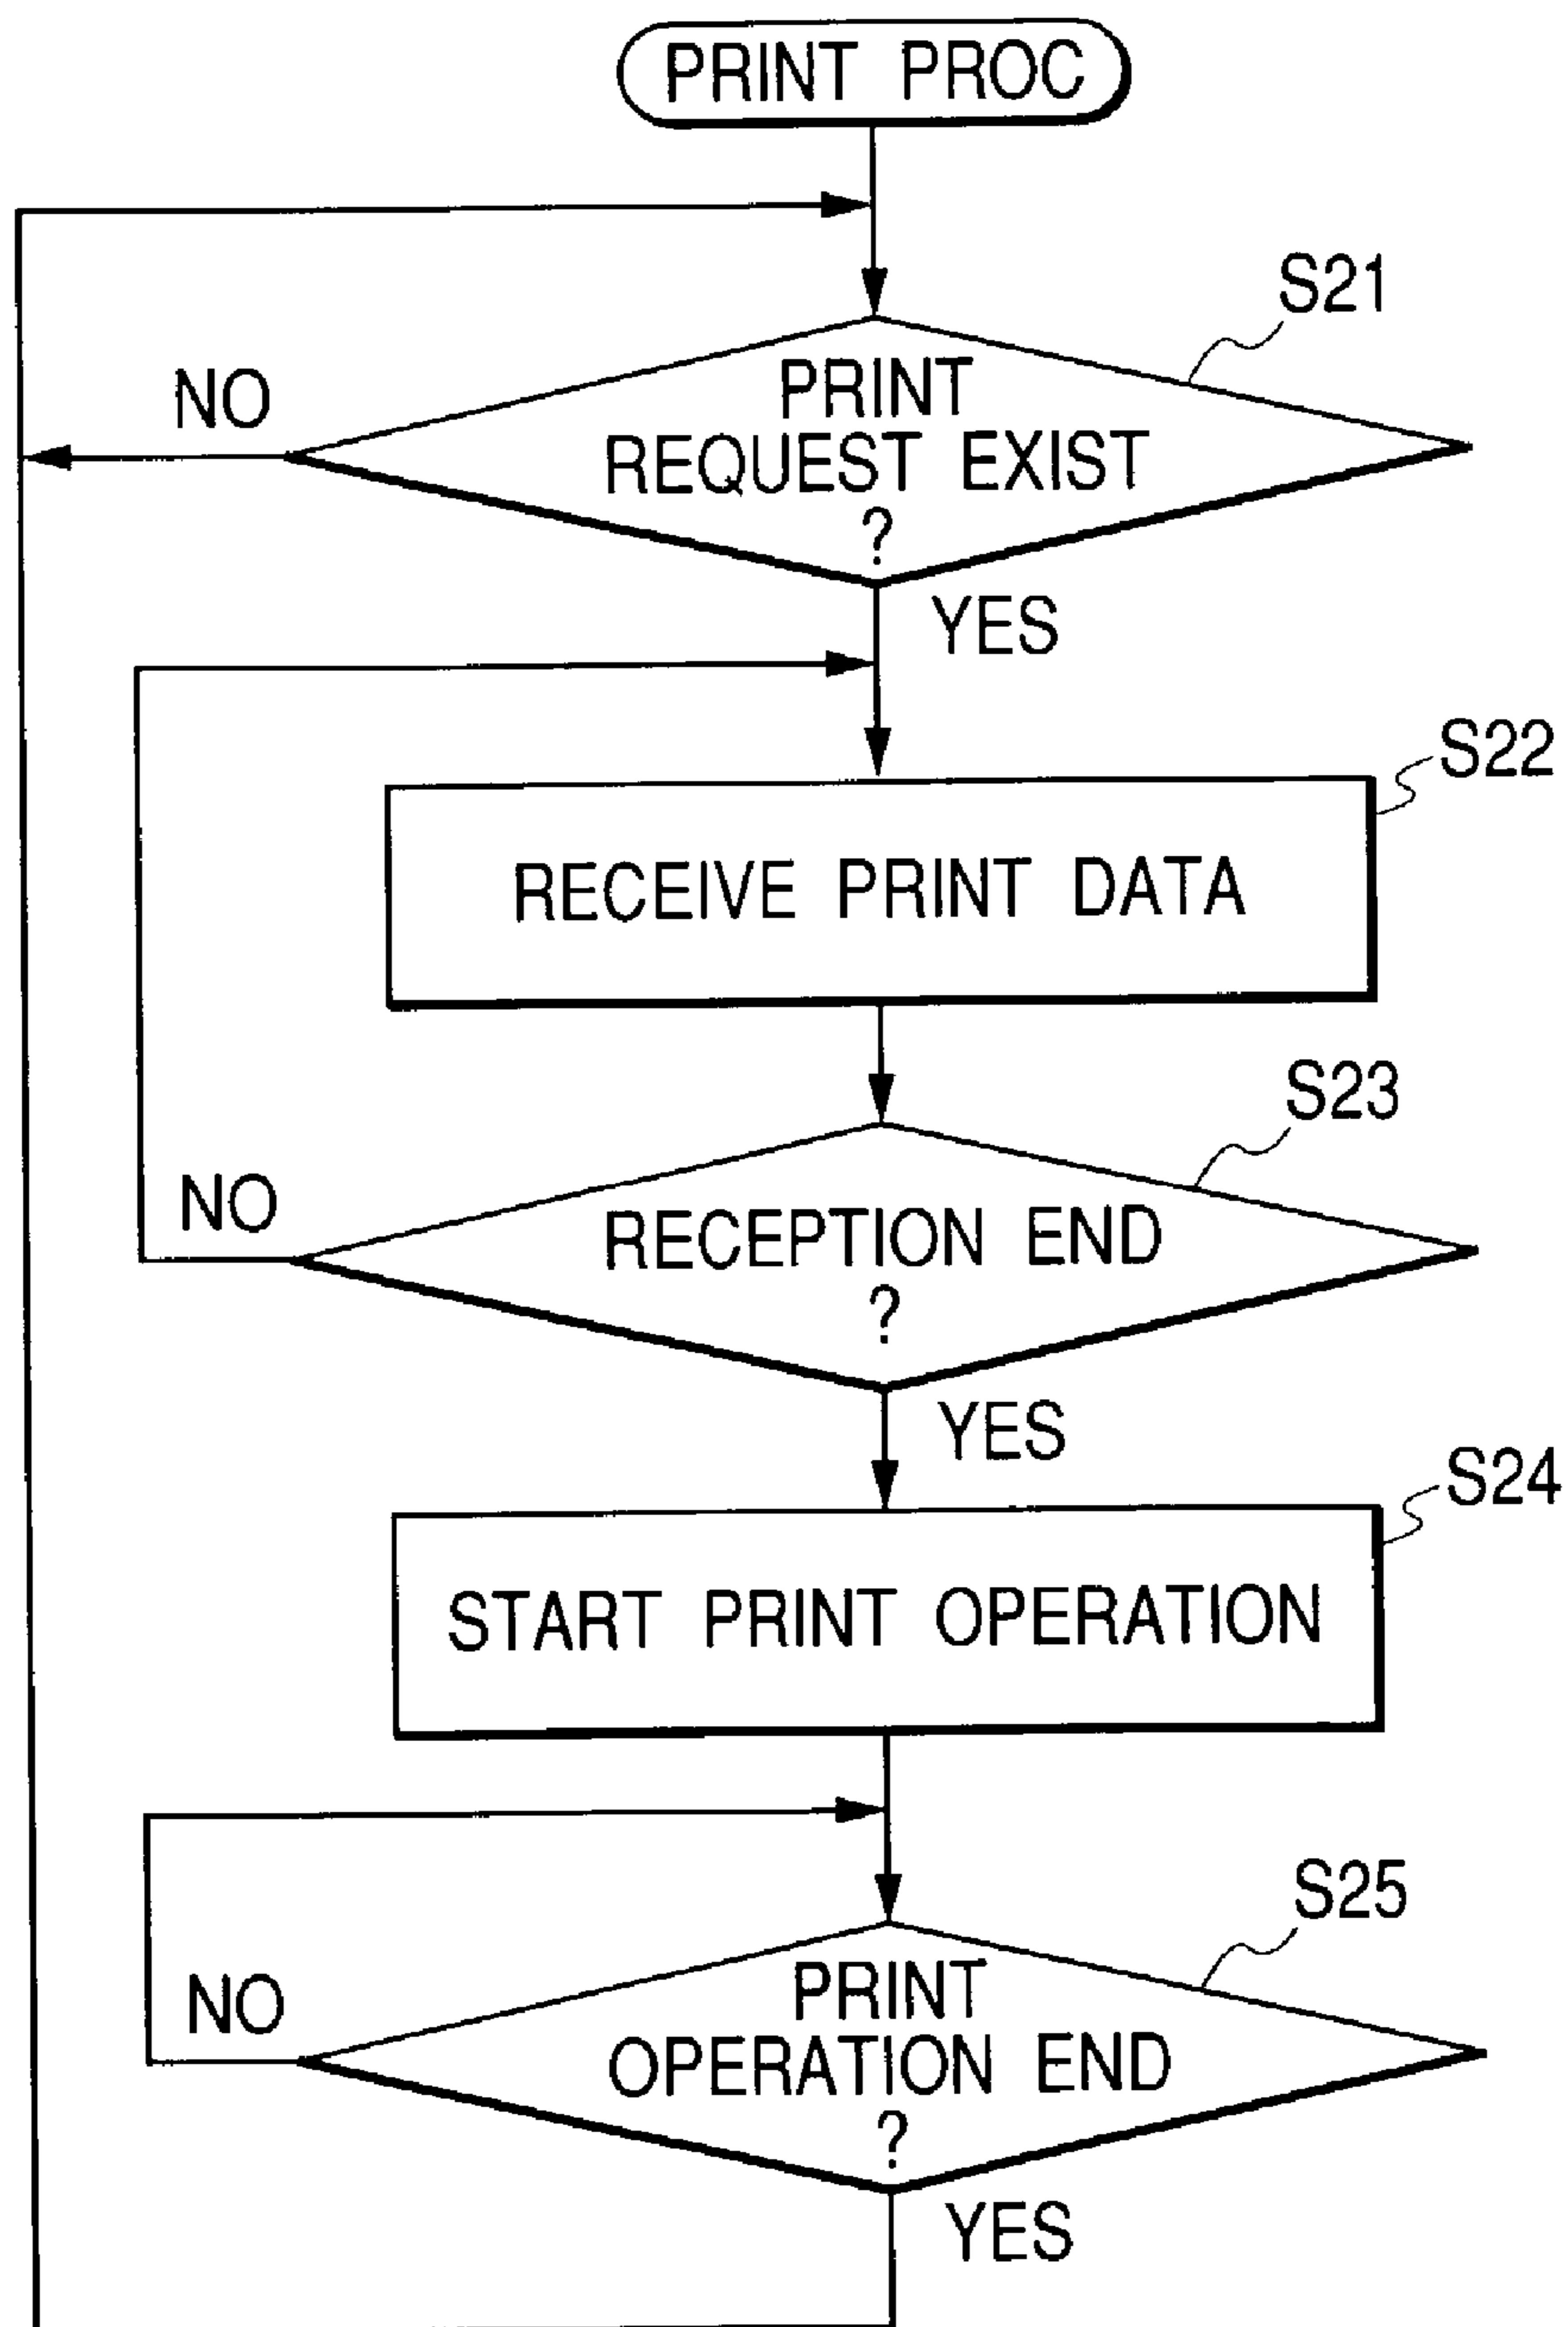 PRINT PROC
S21
NO
PRINT
REQUEST EXIST
?
YES
S22
RECEIVE PRINT DATA
S23
NO
RECEPTION END
?
YES
S24
START PRINT OPERATION
S25
NO
PRINT
OPERATION END
?
YES